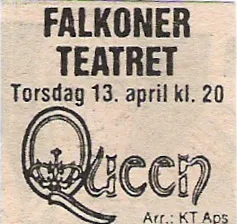 FALKONER
TEATRET
Torsdag 13. april kl. 20
Queen
Arr.: KT Aps